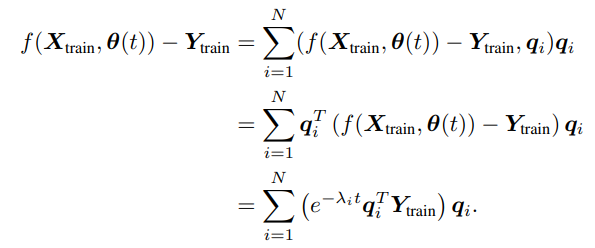 f(X_train, θ(t)) − Y_train = ∑_{i=1}^{N} (f(X_train, θ(t)) − Y_train, q_i) q_i
= ∑_{i=1}^{N} q_i^T (f(X_train, θ(t)) − Y_train) q_i
= ∑_{i=1}^{N} (e^{−λ_i t} q_i^T Y_train) q_i.